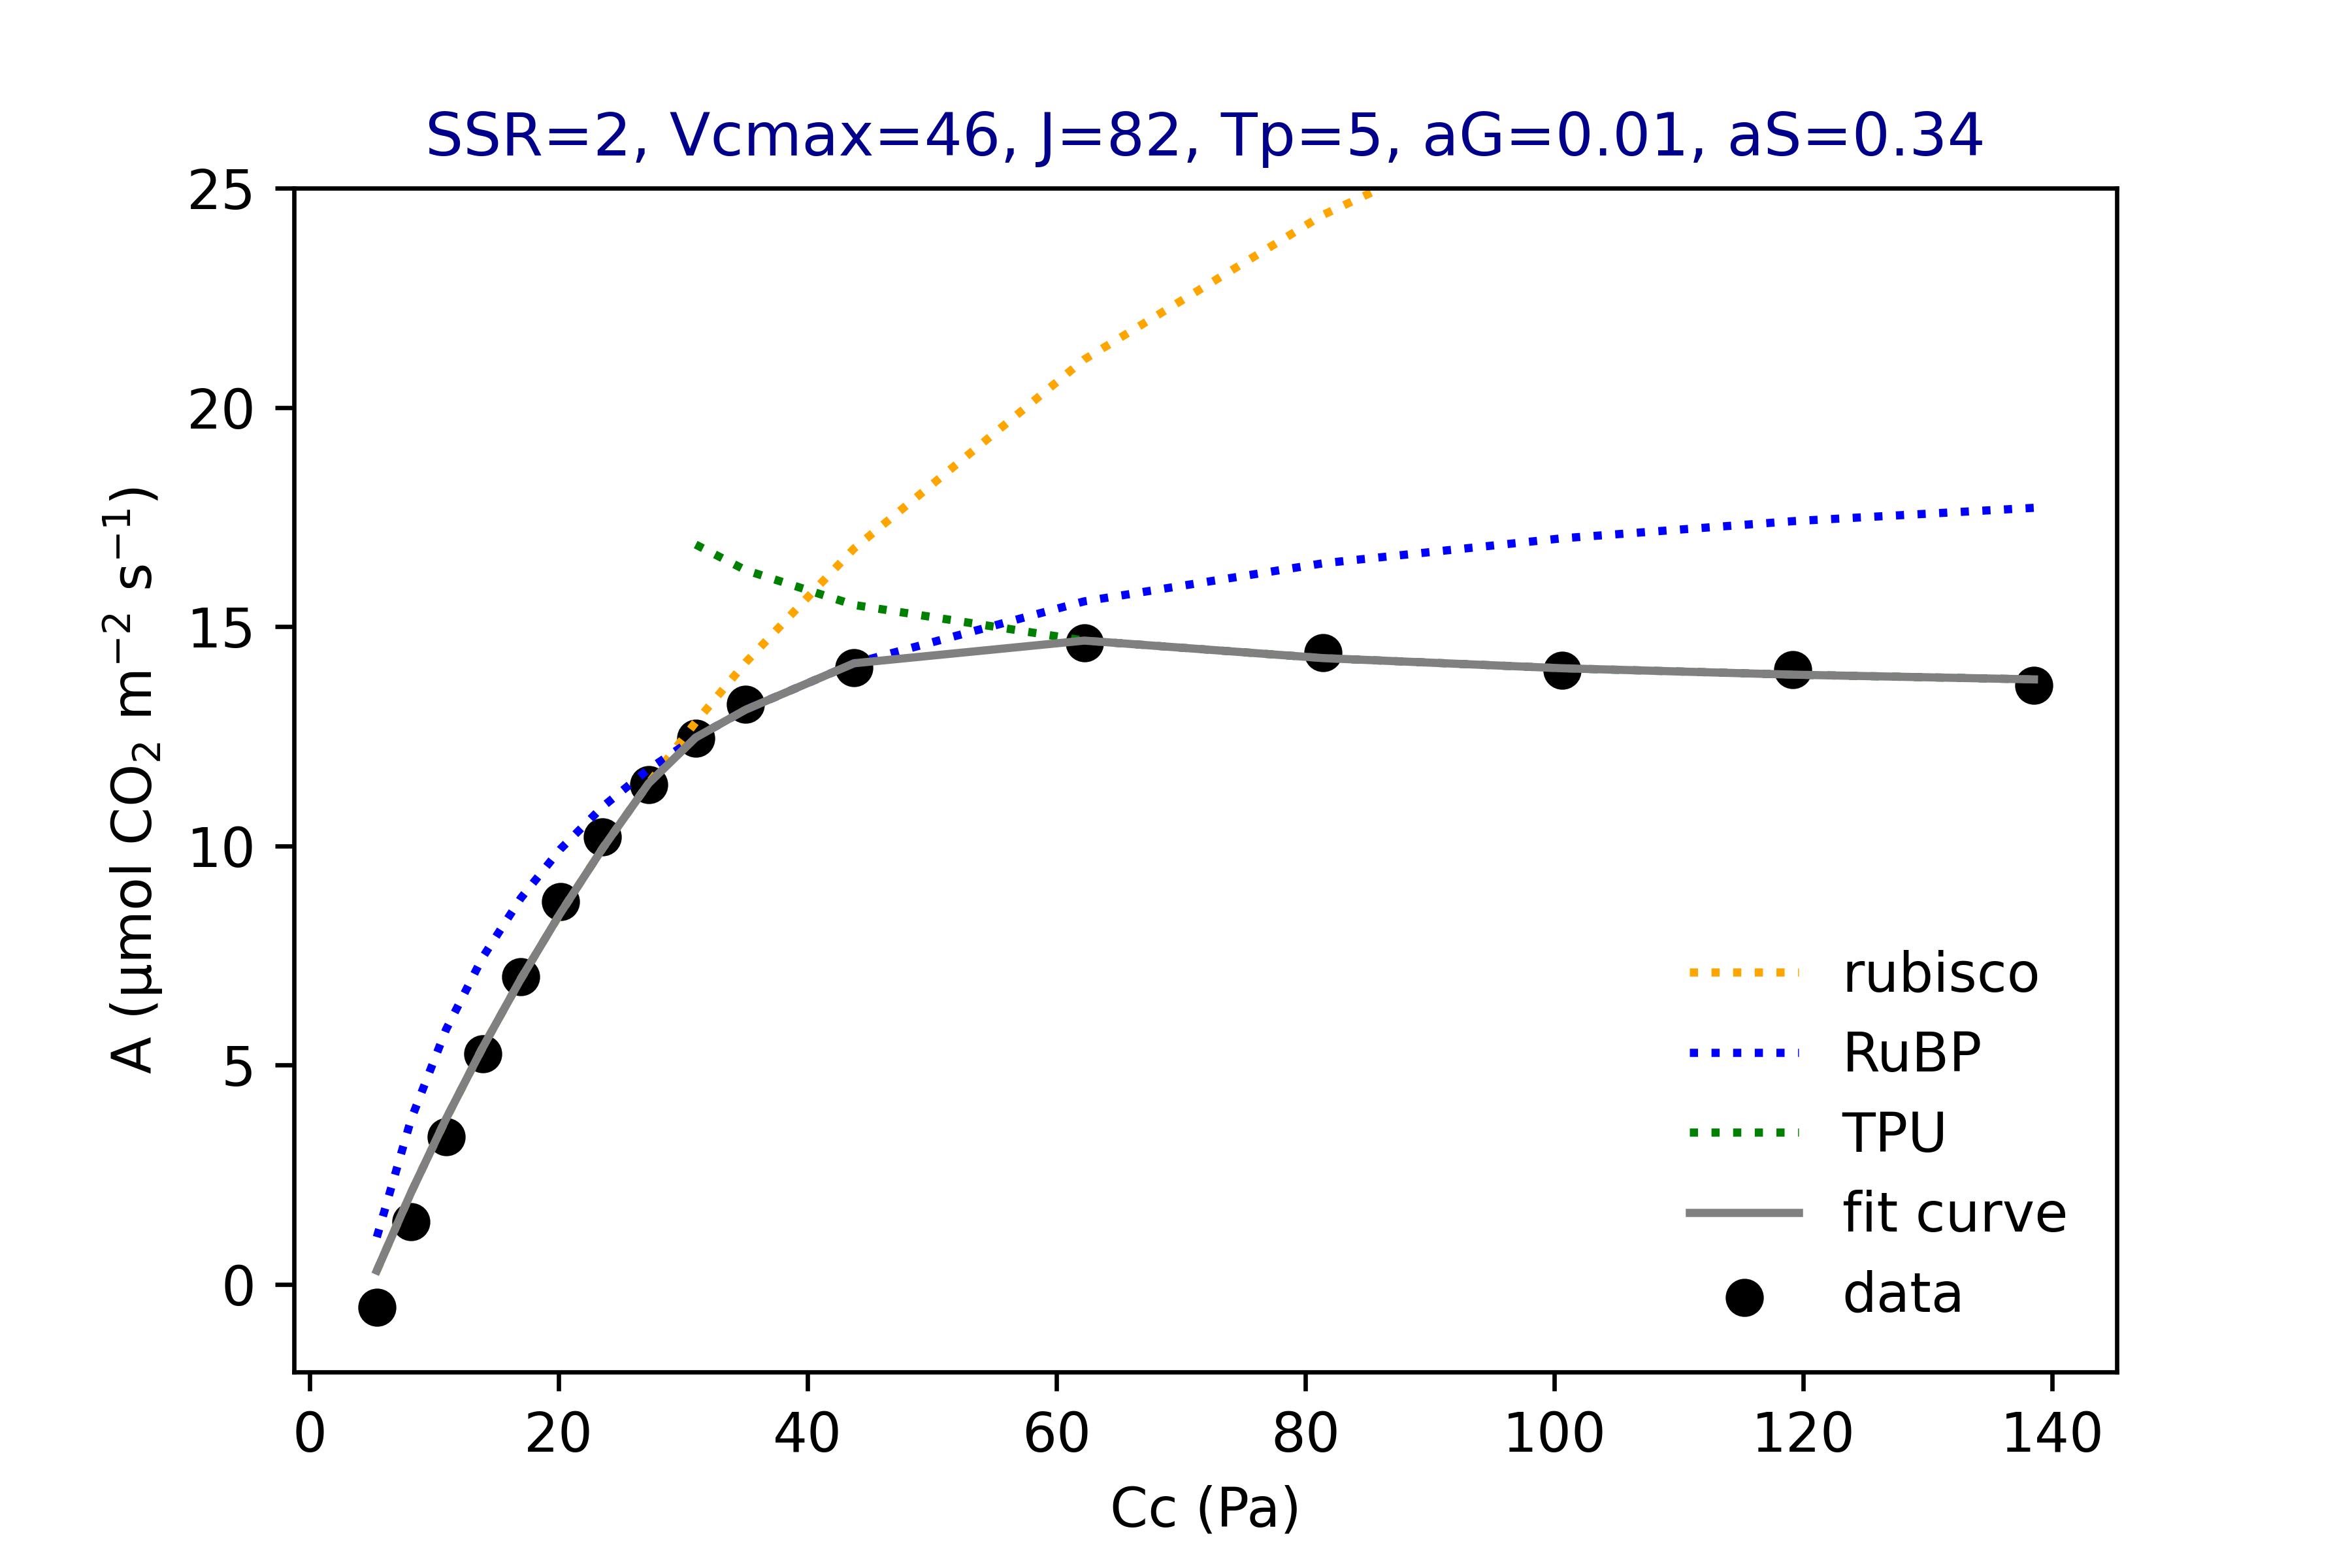 SSR=2, Vcmax=46, J=82, Tp=5, aG=0.01, aS=0.34
25
20
15
10
5
0
A (µmol CO₂ m⁻² s⁻¹)
rubisco
RuBP
TPU
fit curve
data
0 20 40 60 80 100 120 140
Cc (Pa)